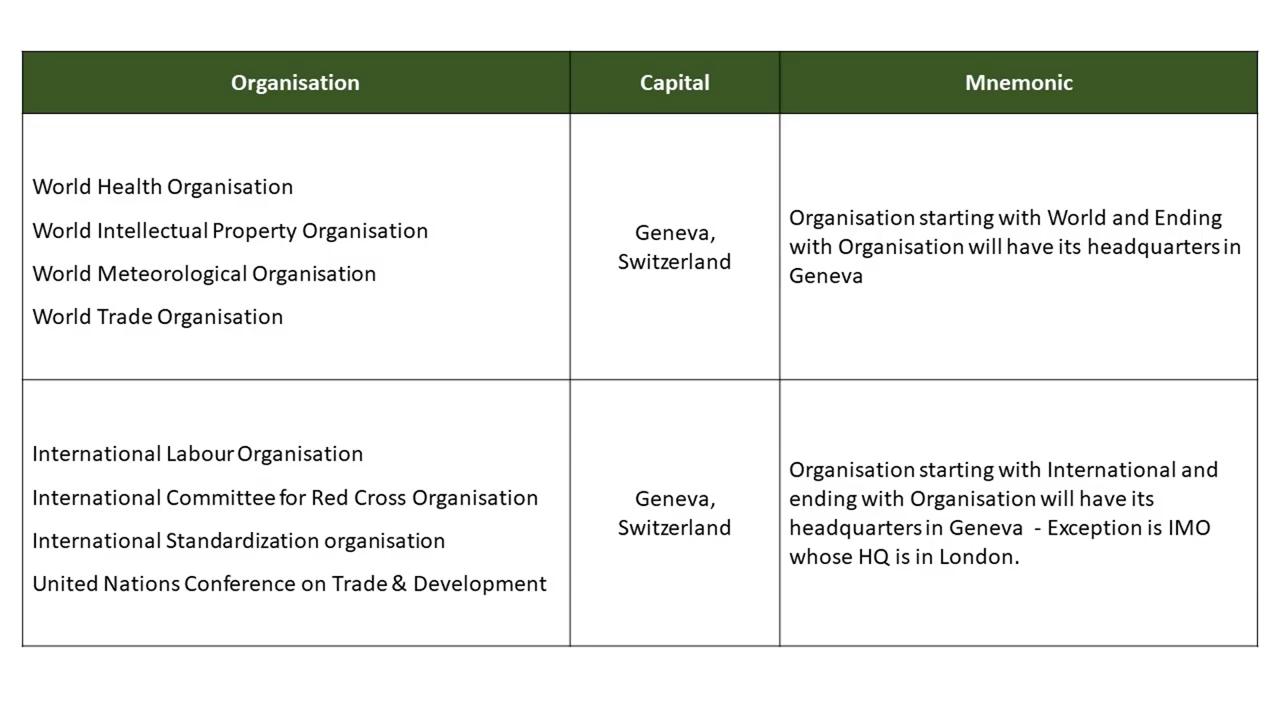 Organisation
Capital
Mnemonic
World Health Organisation
World Intellectual Property Organisation
World Meteorological Organisation
World Trade Organisation
Geneva,
Switzerland
Organisation starting with World and Ending
with Organisation will have its headquarters in
Geneva
International Labour Organisation
International Committee for Red Cross Organisation
International Standardization organisation
United Nations Conference on Trade & Development
Geneva,
Switzerland
Organisation starting with International and
ending with Organisation will have its
headquarters in Geneva - Exception is IMO
whose HQ is in London.